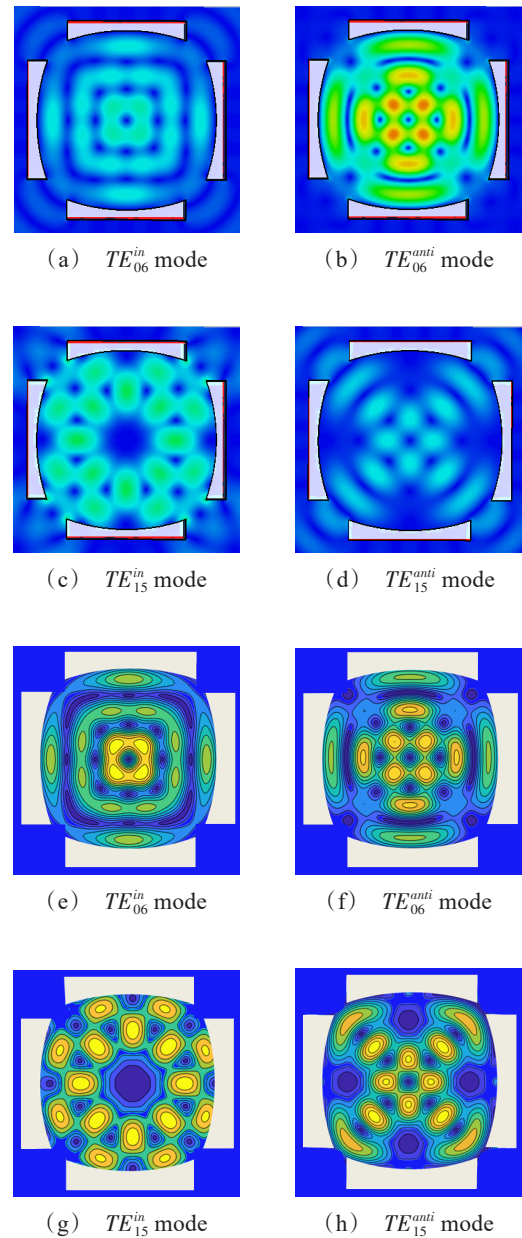 (a) TE₀₆ⁱⁿ mode
(b) TE₀₆ᵃⁿᵗⁱ mode
(c) TE₁₅ⁱⁿ mode
(d) TE₁₅ᵃⁿᵗⁱ mode
(e) TE₀₆ⁱⁿ mode
(f) TE₀₆ᵃⁿᵗⁱ mode
(g) TE₁₅ⁱⁿ mode
(h) TE₁₅ᵃⁿᵗⁱ mode